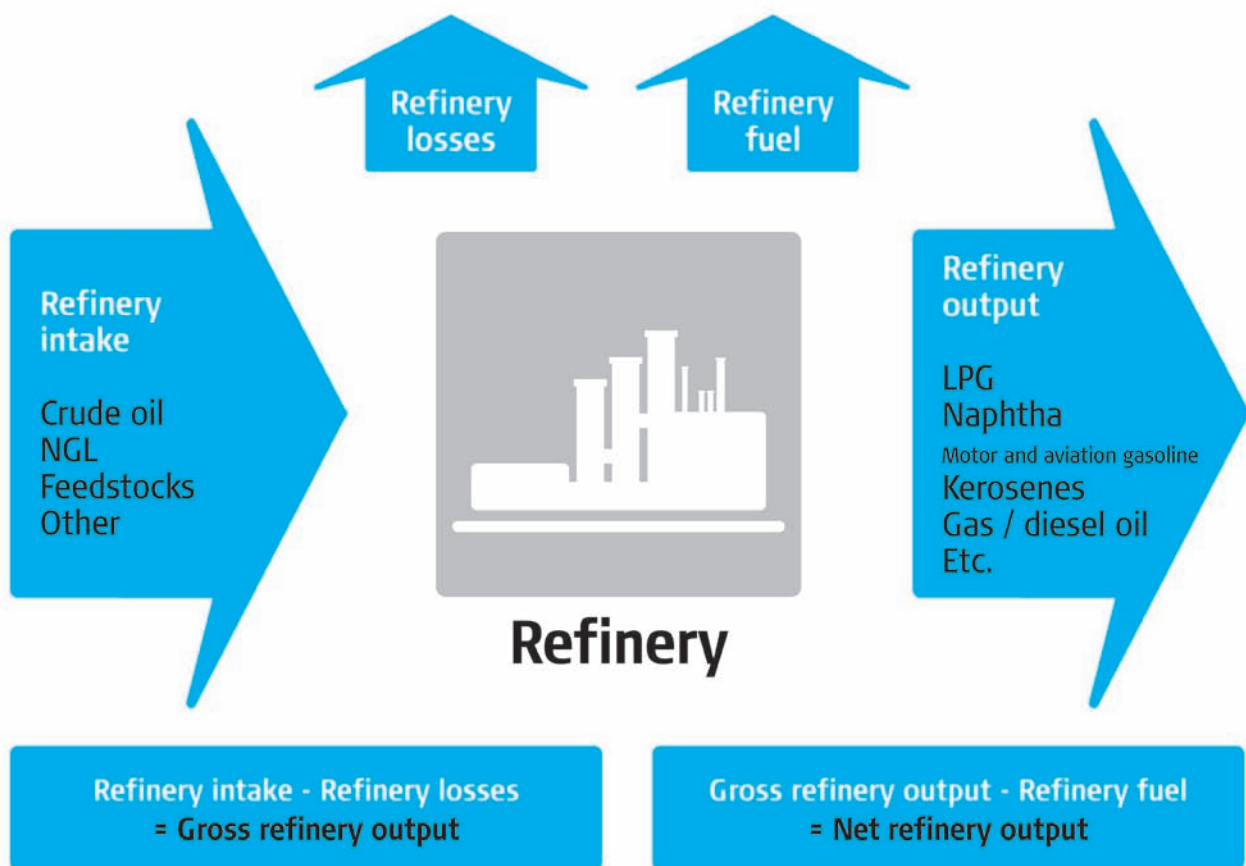 Refinery
losses
Refinery
fuel
Refinery
intake
Crude oil
NGL
Feedstocks
Other
Refinery
output
LPG
Naphtha
Motor and aviation gasoline
Kerosenes
Gas / diesel oil
Etc.
Refinery
Refinery intake - Refinery losses
= Gross refinery output
Gross refinery output - Refinery fuel
= Net refinery output